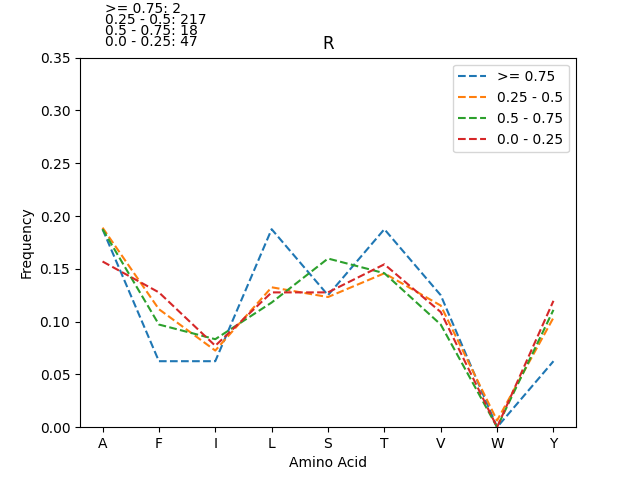 >= 0.75: 2
0.25 - 0.5: 217
0.5 - 0.75: 18
0.0 - 0.25: 47
R
0.35
0.30
0.25
0.20
0.15
0.10
0.05
0.00
Frequency
>= 0.75
0.25 - 0.5
0.5 - 0.75
0.0 - 0.25
A F I L S T V W Y
Amino Acid